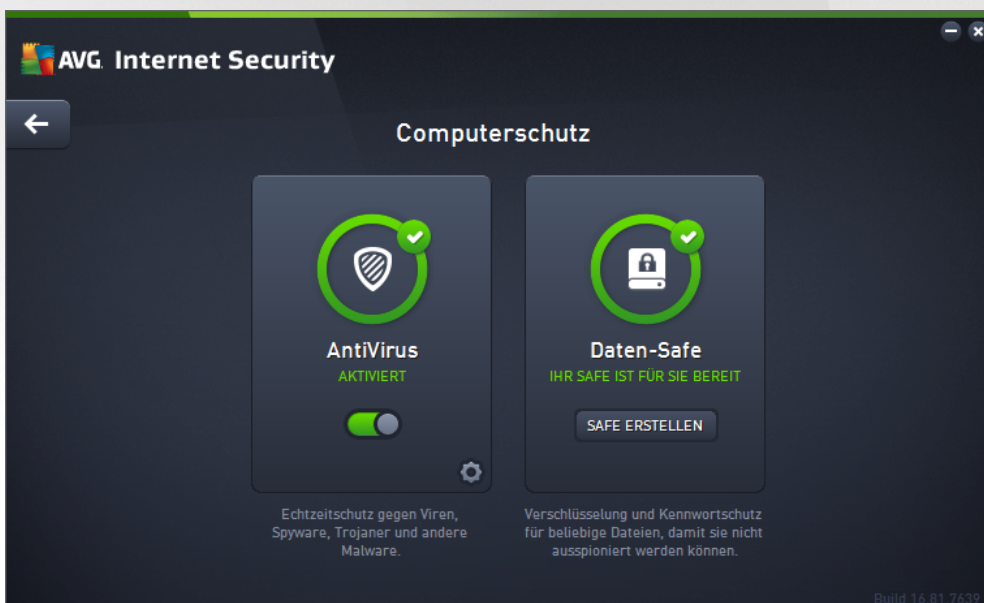 AVG Internet Security
Computerschutz
AntiVirus
AKTIVIERT
Echtzeitschutz gegen Viren,
Spyware, Trojaner und andere
Malware.
Daten-Safe
IHR SAFE IST FÜR SIE BEREIT
SAFE ERSTELLEN
Verschlüsselung und Kennwortschutz
für beliebige Dateien, damit sie nicht
ausspioniert werden können.
Build 16.81.7639